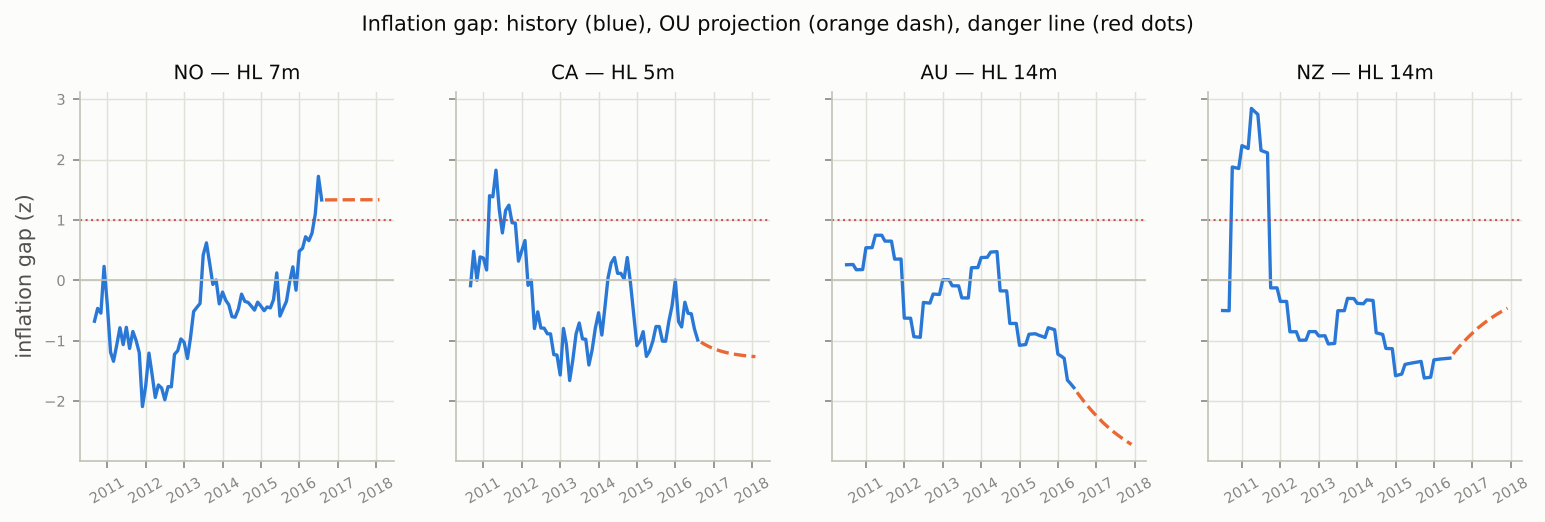 Inflation gap: history (blue), OU projection (orange dash), danger line (red dots)
NO — HL 7m
CA — HL 5m
AU — HL 14m
NZ — HL 14m
inflation gap (z)
3
2
1
0
−1
−2
2011 2012 2013 2014 2015 2016 2017 2018
2011 2012 2013 2014 2015 2016 2017 2018
2011 2012 2013 2014 2015 2016 2017 2018
2011 2012 2013 2014 2015 2016 2017 2018